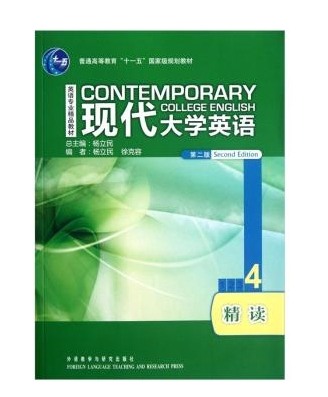 十一五
普通高等教育“十一五”国家级规划教材
英语专业精品教材
CONTEMPORARY
COLLEGE ENGLISH
现代大学英语
总主编：杨立民
编 者：杨立民 徐克容
第二版 Second Edition
4
精读
外语教学与研究出版社
FOREIGN LANGUAGE TEACHING AND RESEARCH PRESS